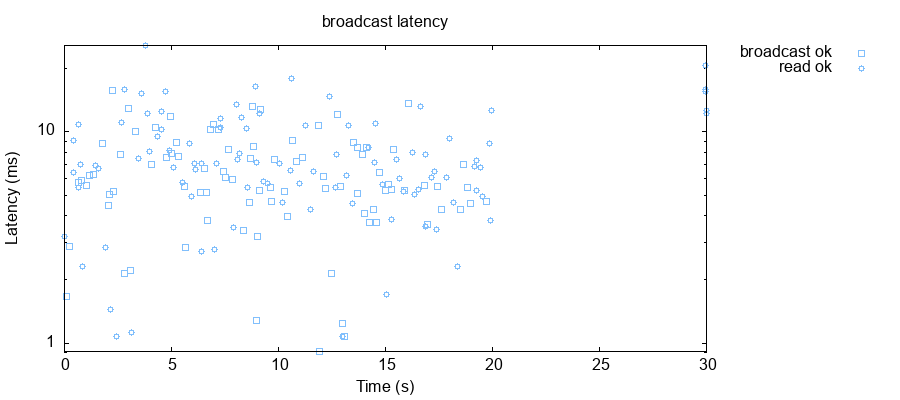 broadcast latency
broadcast ok
read ok
10
1
Latency (ms)
0 5 10 15 20 25 30
Time (s)